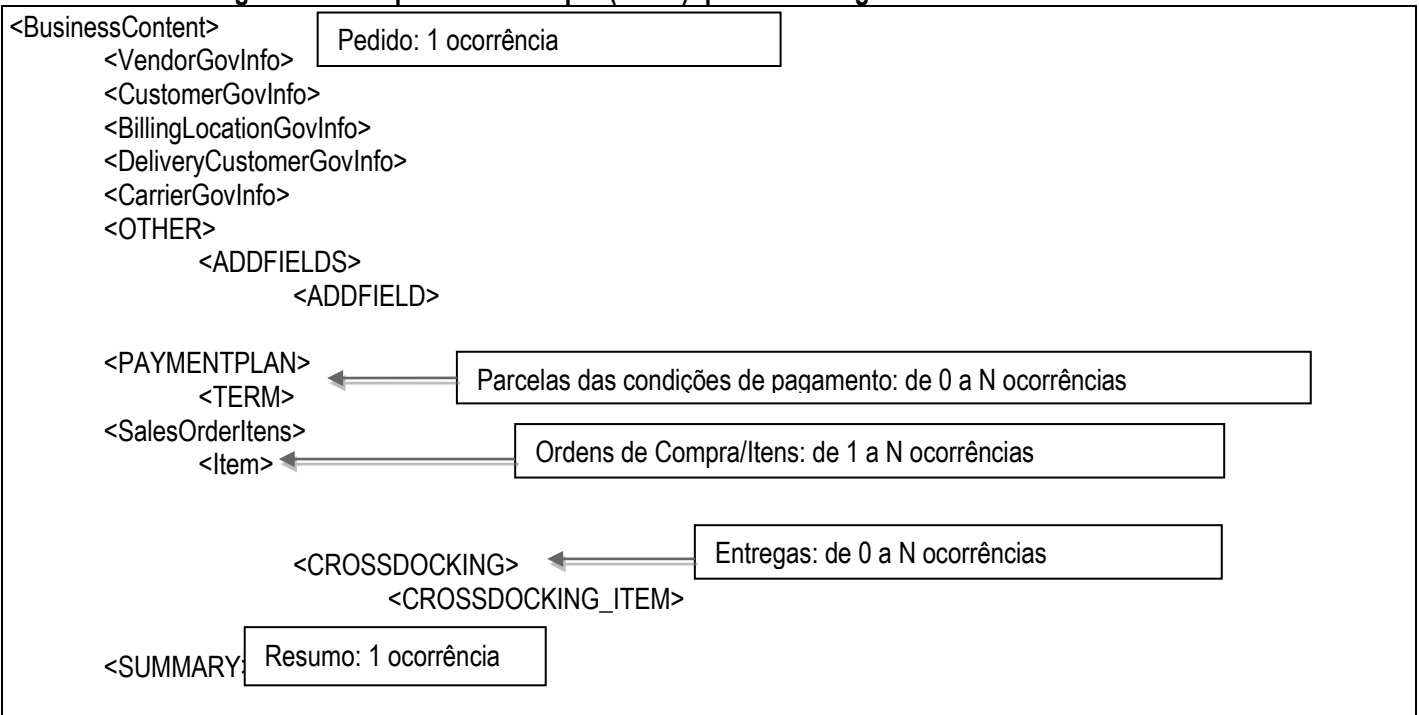 <BusinessContent>
Pedido: 1 ocorrência
<VendorGovInfo>
<CustomerGovInfo>
<BillingLocationGovInfo>
<DeliveryCustomerGovInfo>
<CarrierGovInfo>
<OTHER>
<ADDFIELDS>
<ADDFIELD>
<PAYMENTPLAN>
Parcelas das condições de pagamento: de 0 a N ocorrências
<TERM>
<SalesOrderItens>
Ordens de Compra/Itens: de 1 a N ocorrências
<Item>
Entregas: de 0 a N ocorrências
<CROSSDOCKING>
<CROSSDOCKING_ITEM>
Resumo: 1 ocorrência
<SUMMARY>